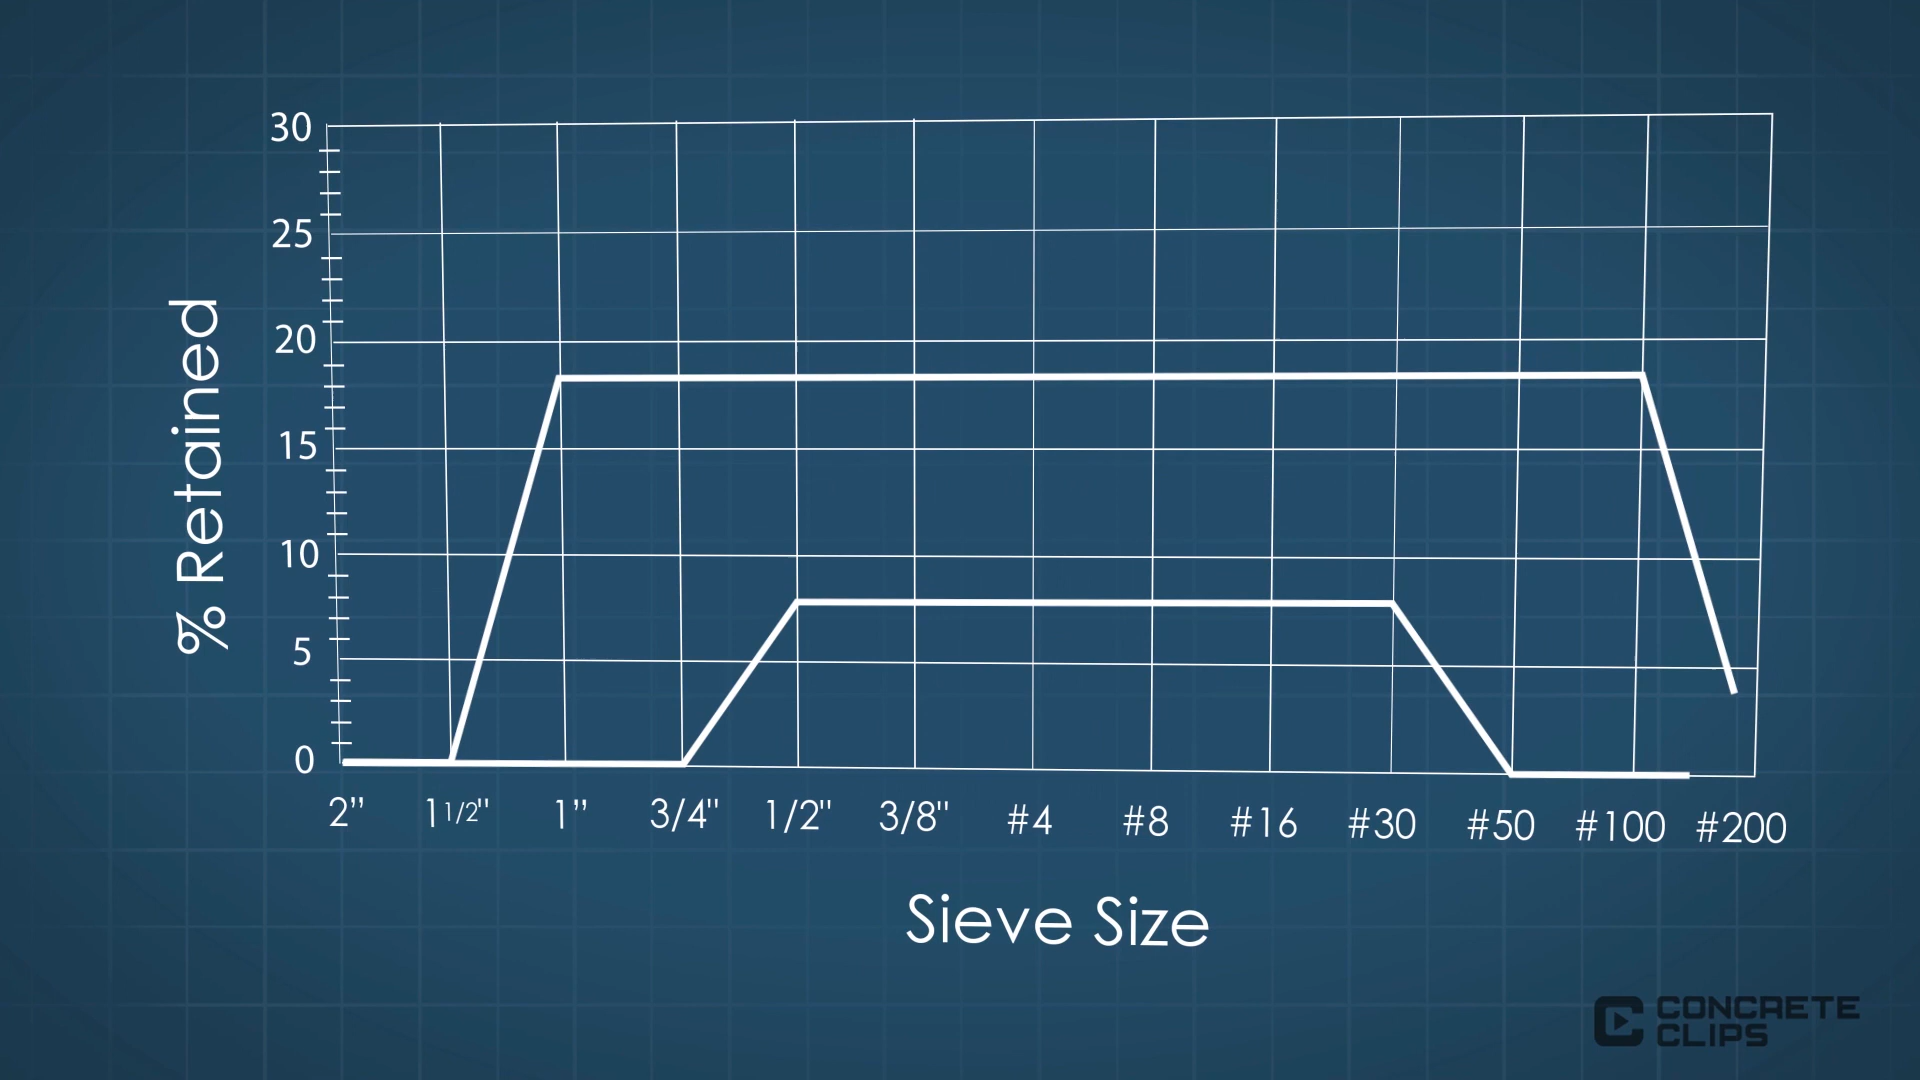 30
25
20
15
10
5
0
% Retained
2” 1 1/2" 1” 3/4" 1/2" 3/8" #4 #8 #16 #30 #50 #100 #200
Sieve Size
CONCRETE
CLIPS